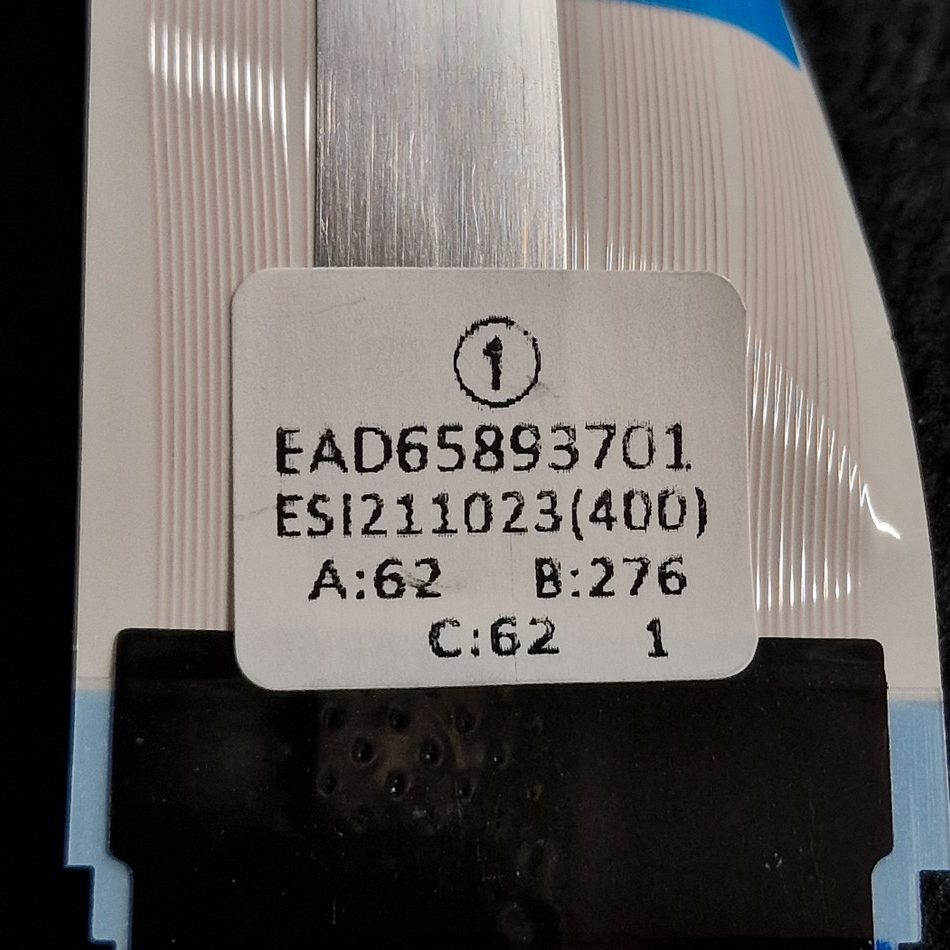 1
EAD65893701
ESI211023(400)
A:62 B:276
C:62 1